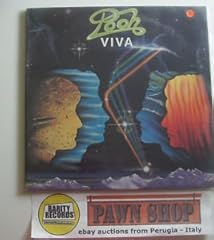 Pooh
VIVA
RARITY
RECORDS
PAWN SHOP
ebay auctions from Perugia - Italy